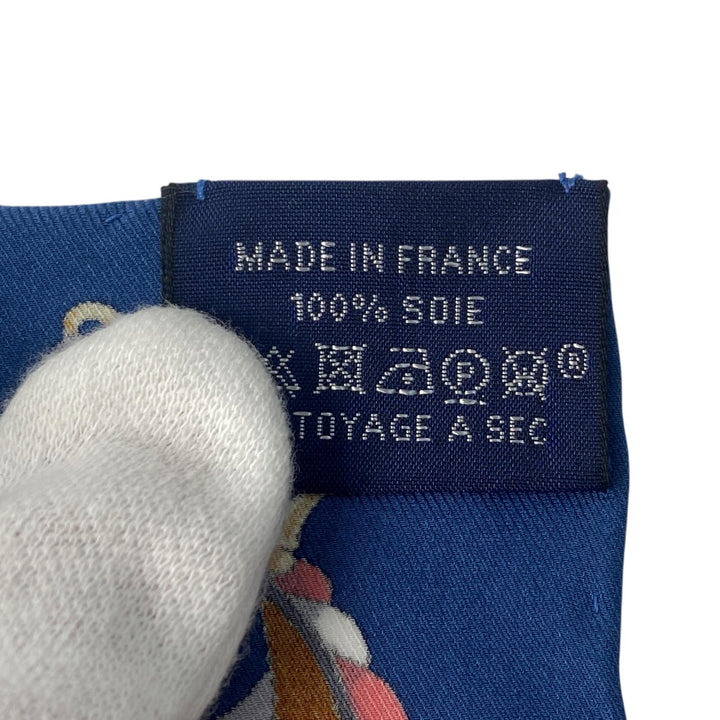 MADE IN FRANCE
100% SOIE
P ®
TOYAGE A SEC